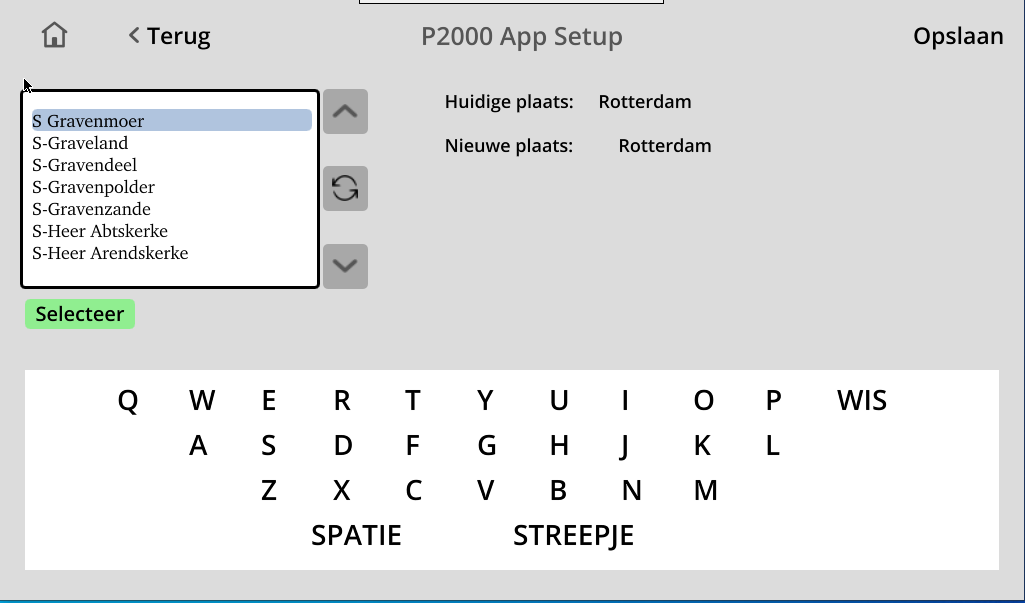 Terug P2000 App Setup Opslaan
S Gravenmoer
S-Graveland
S-Gravendeel
S-Gravenpolder
S-Gravenzande
S-Heer Abtskerke
S-Heer Arendskerke
Huidige plaats: Rotterdam
Nieuwe plaats: Rotterdam
Selecteer
Q W E R T Y U I O P WIS
A S D F G H J K L
Z X C V B N M
SPATIE STREEPJE